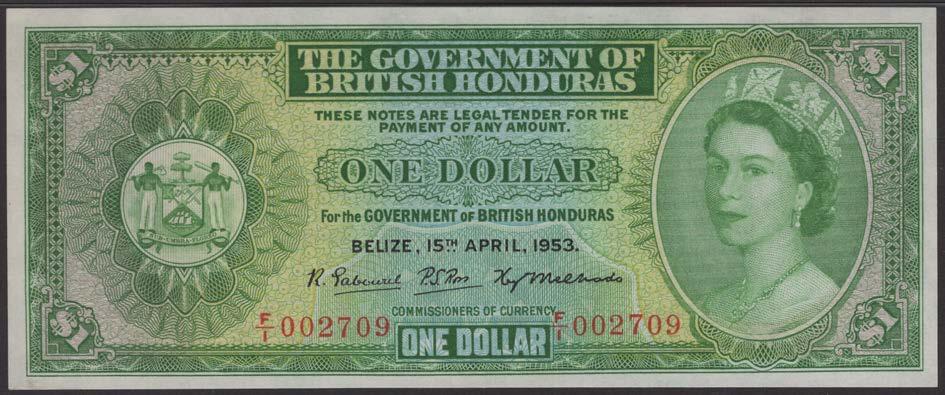 $1
$1
THE GOVERNMENT OF
BRITISH HONDURAS
THESE NOTES ARE LEGAL TENDER FOR THE
PAYMENT OF ANY AMOUNT.
ONE DOLLAR
For the GOVERNMENT OF BRITISH HONDURAS
BELIZE, 15TH APRIL, 1953.
COMMISSIONERS OF CURRENCY
F/1 002709 F/1 002709
ONE DOLLAR
$1
$1